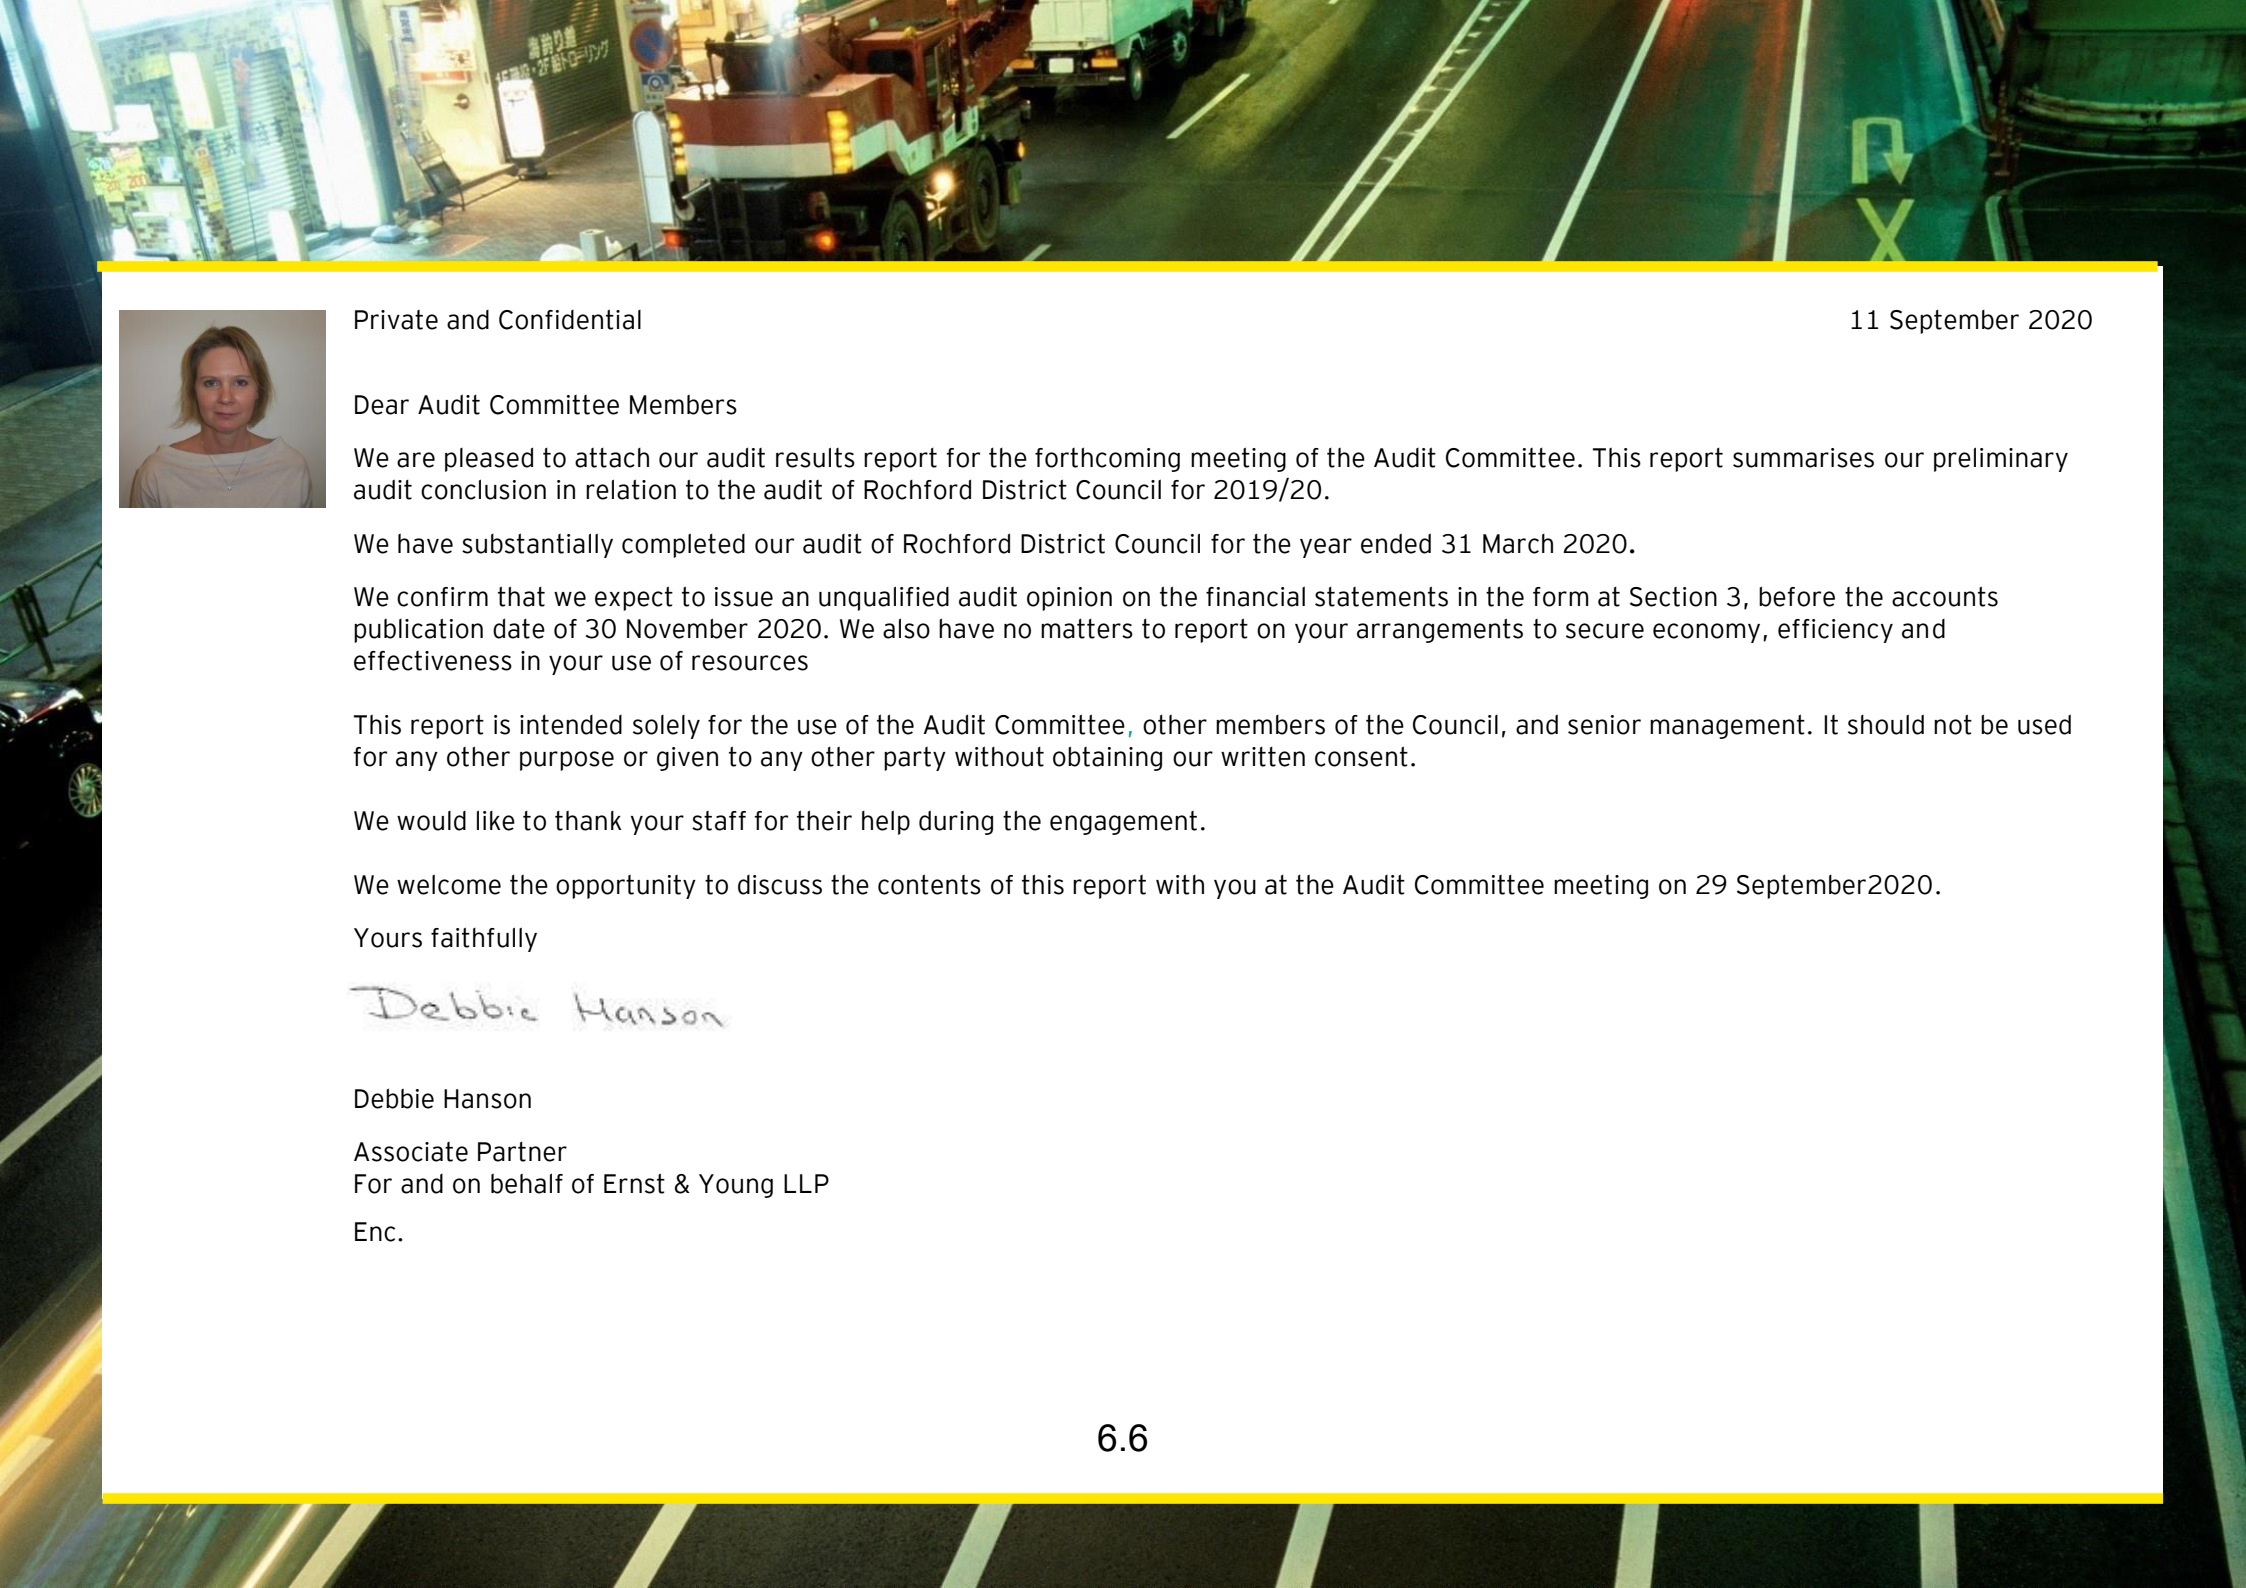 海釣り館
Private and Confidential
11 September 2020
Dear Audit Committee Members
We are pleased to attach our audit results report for the forthcoming meeting of the Audit Committee. This report summarises our preliminary
audit conclusion in relation to the audit of Rochford District Council for 2019/20.
We have substantially completed our audit of Rochford District Council for the year ended 31 March 2020.
We confirm that we expect to issue an unqualified audit opinion on the financial statements in the form at Section 3, before the accounts
publication date of 30 November 2020. We also have no matters to report on your arrangements to secure economy, efficiency and
effectiveness in your use of resources
This report is intended solely for the use of the Audit Committee, other members of the Council, and senior management. It should not be used
for any other purpose or given to any other party without obtaining our written consent.
We would like to thank your staff for their help during the engagement.
We welcome the opportunity to discuss the contents of this report with you at the Audit Committee meeting on 29 September2020.
Yours faithfully
Debbie Hanson
Debbie Hanson
Associate Partner
For and on behalf of Ernst & Young LLP
Enc.
6.6